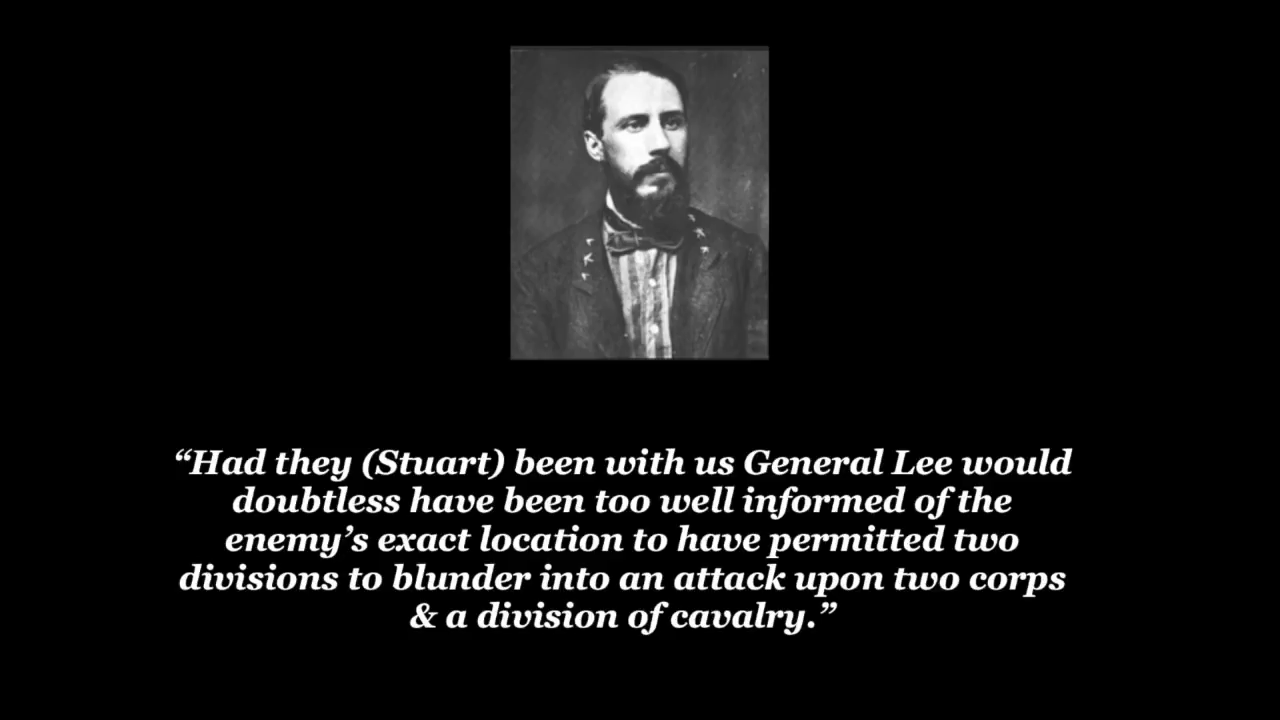 “Had they (Stuart) been with us General Lee would
doubtless have been too well informed of the
enemy’s exact location to have permitted two
divisions to blunder into an attack upon two corps
& a division of cavalry.”